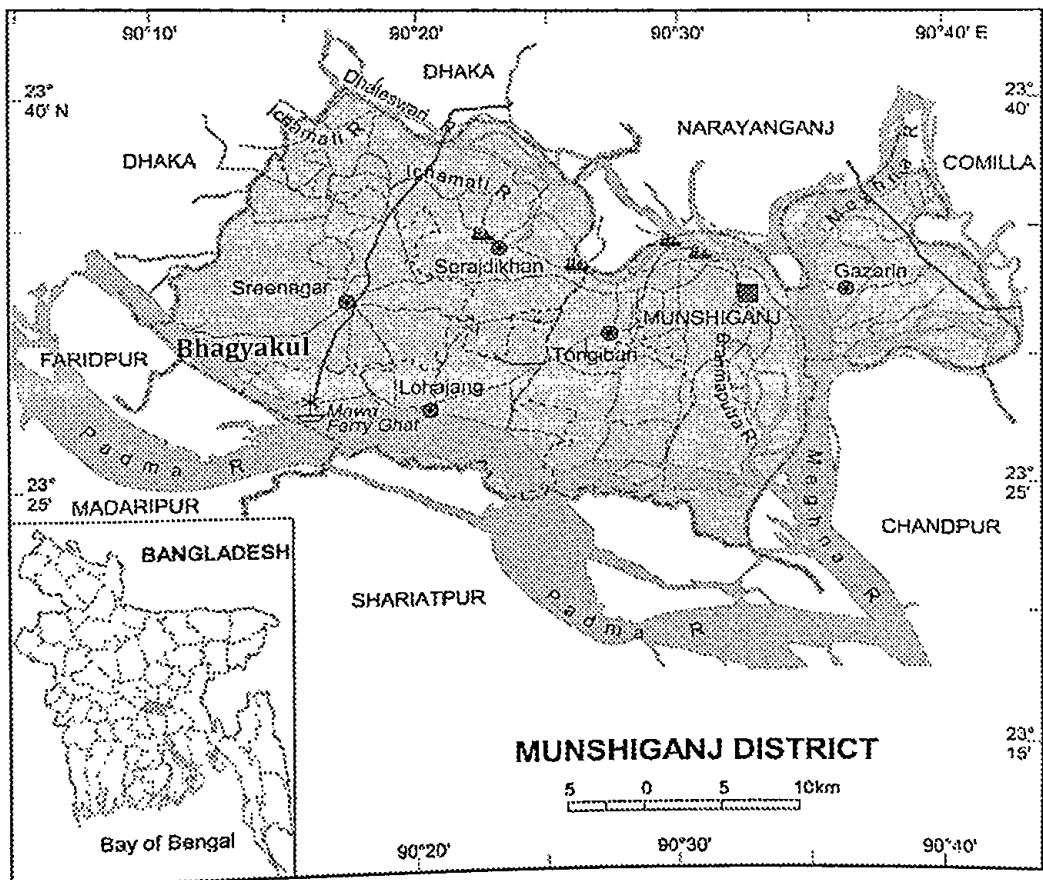 90°10' 90°20' 90°30' 90°40' E
23° 40' N
23° 40'
DHAKA
Dhaleswari R
Ichamati R
NARAYANGANJ
DHAKA
COMILLA
Ichamati R
Meghna R
Serajdikhan
Gazaria
Sreenagar
MUNSHIGANJ
Bhagyakul
Tongibari
FARIDPUR
Lohajang
Brahmaputra R
Mawa
Ferry Ghat
Padma R
Meghna R
23° 25'
23° 25'
MADARIPUR
CHANDPUR
BANGLADESH
SHARIATPUR
Padma R
MUNSHIGANJ DISTRICT
23° 15'
5 0 5 10km
Bay of Bengal
90°20' 90°30' 90°40'